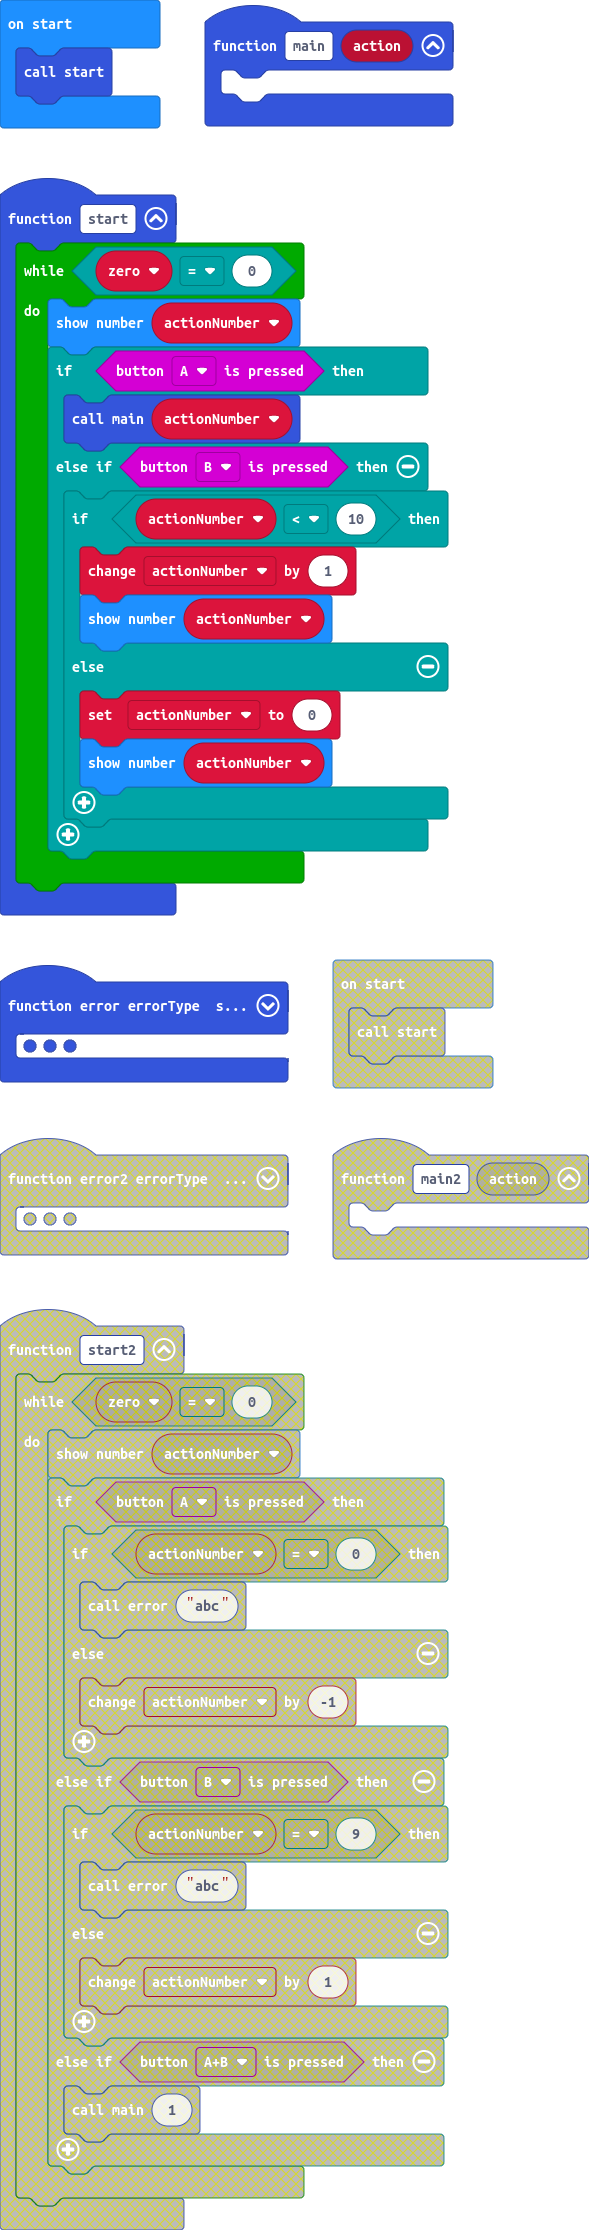 on start
call start
function main action
function start
while zero = 0
do
show number actionNumber
if button A is pressed then
call main actionNumber
else if button B is pressed then
if actionNumber < 10 then
change actionNumber by 1
show number actionNumber
else
set actionNumber to 0
show number actionNumber
function error errorType s...
on start
call start
function error2 errorType ...
function main2 action
function start2
while zero = 0
do
show number actionNumber
if button A is pressed then
if actionNumber = 0 then
call error "abc"
else
change actionNumber by -1
else if button B is pressed then
if actionNumber = 9 then
call error "abc"
else
change actionNumber by 1
else if button A+B is pressed then
call main 1